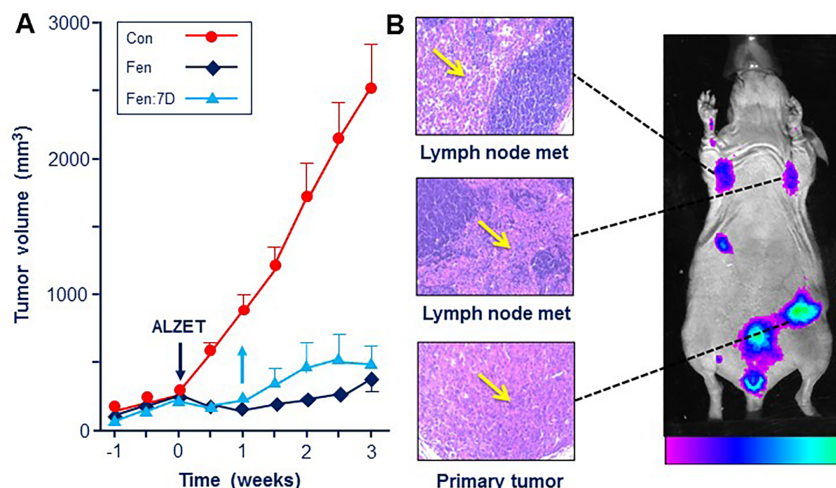 A
Tumor volume (mm³)
3000
2000
1000
0
Con
Fen
Fen:7D
ALZET
-1
0
1
2
3
Time (weeks)
B
Lymph node met
Lymph node met
Primary tumor